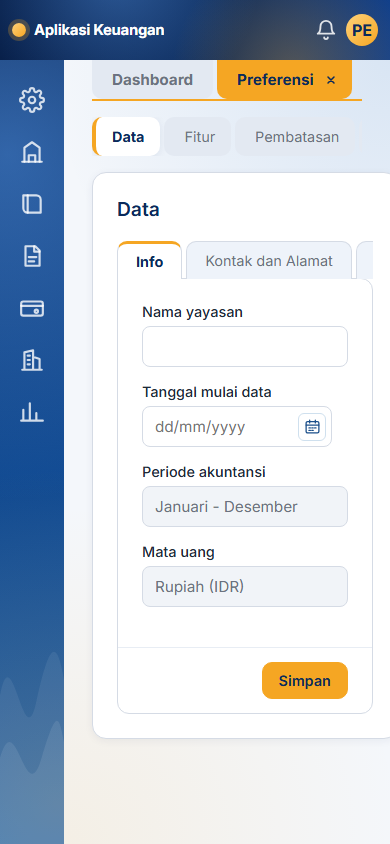 Aplikasi Keuangan
PE
Dashboard
Preferensi ×
Data
Fitur
Pembatasan
Data
Info
Kontak dan Alamat
Nama yayasan
Tanggal mulai data
dd/mm/yyyy
Periode akuntansi
Januari - Desember
Mata uang
Rupiah (IDR)
Simpan